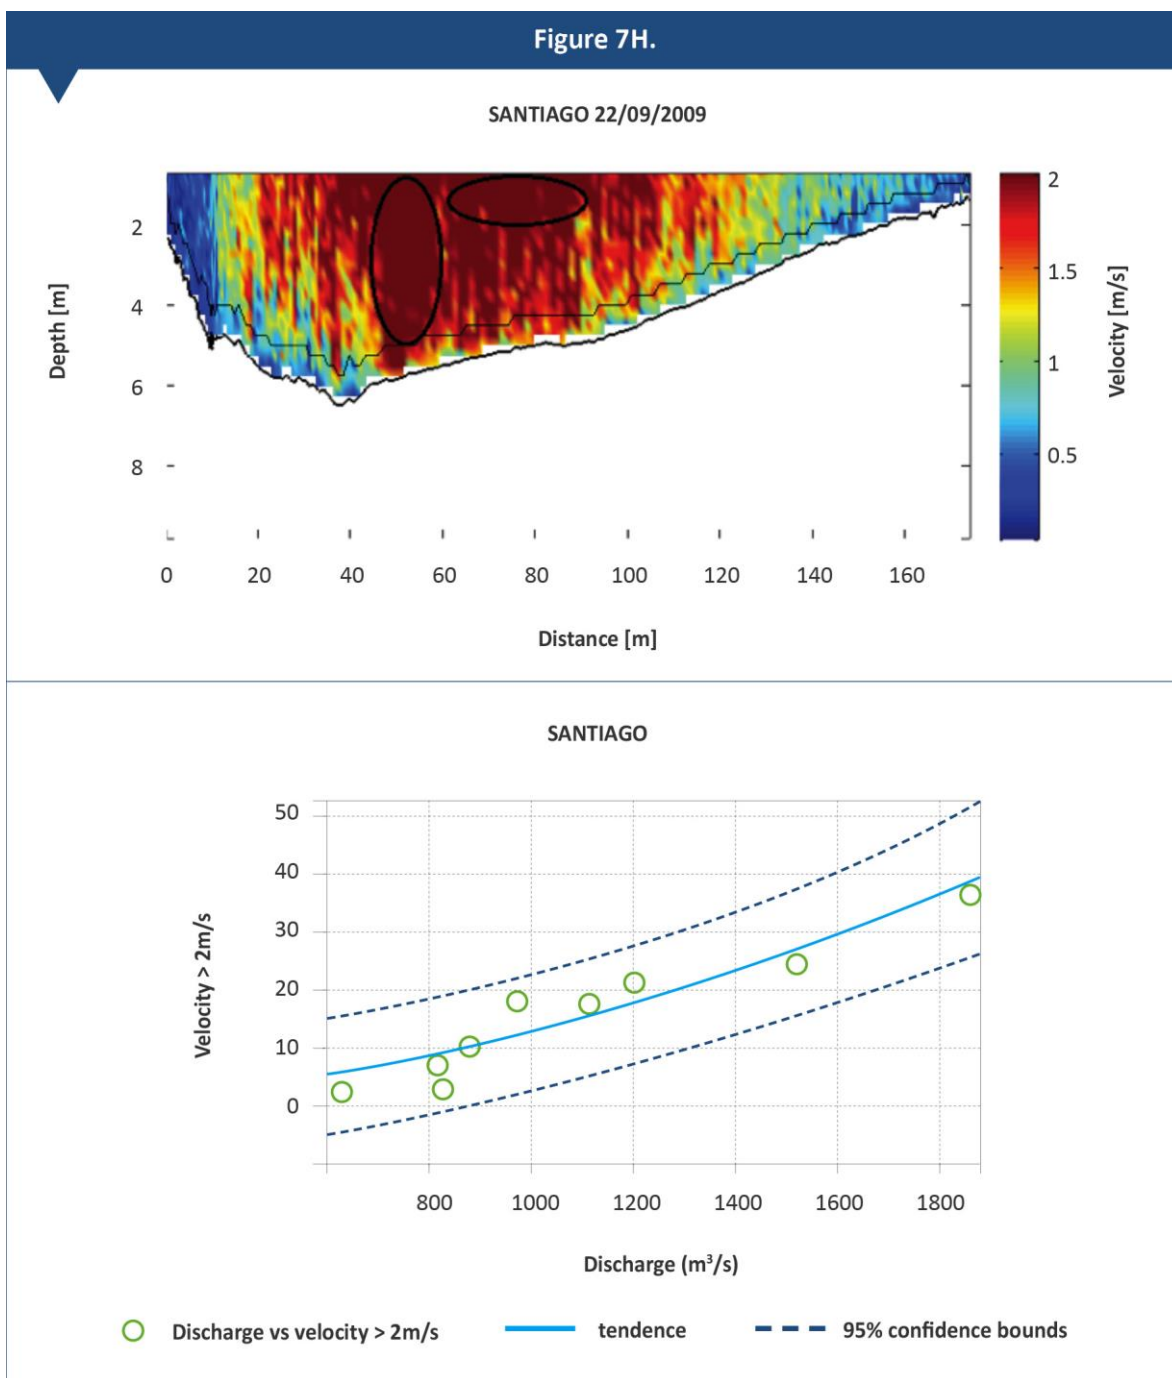 Figure 7H.
SANTIAGO 22/09/2009
Depth [m]
2
4
6
8
0 20 40 60 80 100 120 140 160
Distance [m]
2
1.5
1
0.5
Velocity [m/s]
SANTIAGO
Velocity > 2m/s
50
40
30
20
10
0
800 1000 1200 1400 1600 1800
Discharge (m³/s)
Discharge vs velocity > 2m/s tendence 95% confidence bounds